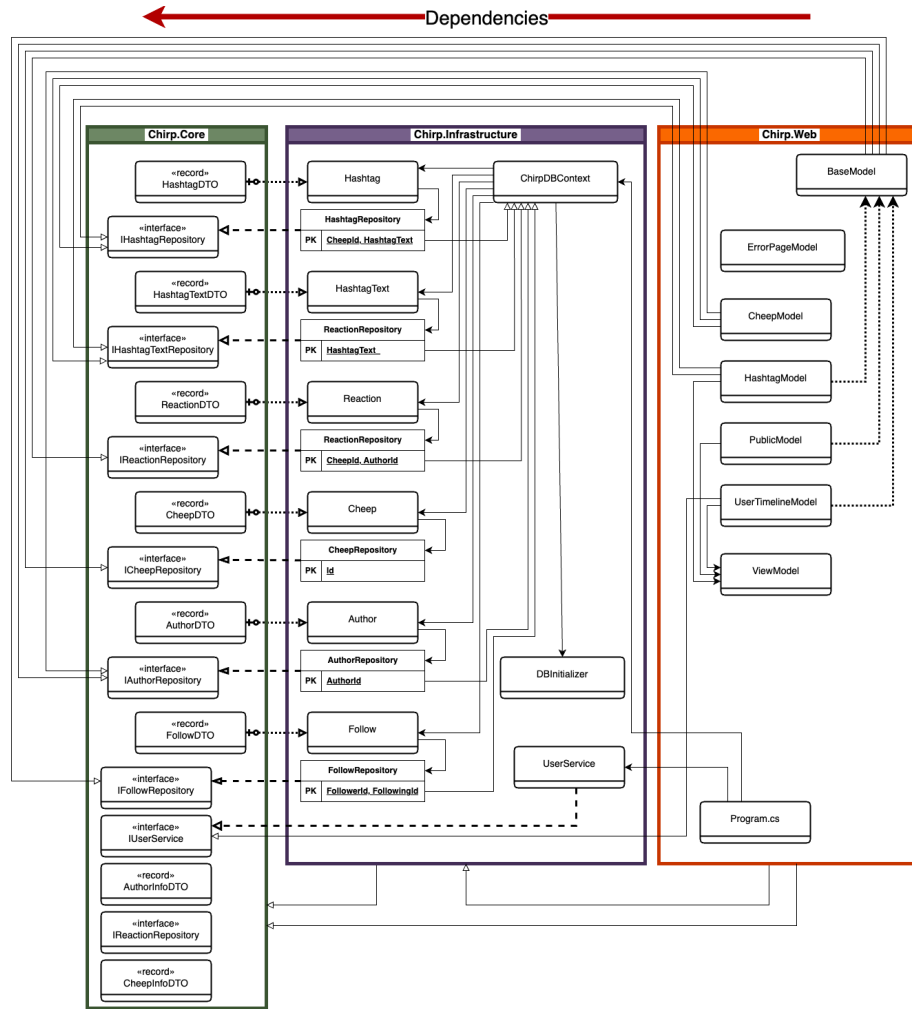 Dependencies
Chirp.Core
«record»
HashtagDTO
«interface»
IHashtagRepository
«record»
HashtagTextDTO
«interface»
IHashtagTextRepository
«record»
ReactionDTO
«interface»
IReactionRepository
«record»
CheepDTO
«interface»
ICheepRepository
«record»
AuthorDTO
«interface»
IAuthorRepository
«record»
FollowDTO
«interface»
IFollowRepository
«interface»
IUserService
«record»
AuthorInfoDTO
«interface»
IReactionRepository
«record»
CheepInfoDTO
Chirp.Infrastructure
Hashtag
HashtagRepository
PK CheepId, HashtagText
HashtagText
ReactionRepository
PK HashtagText
Reaction
ReactionRepository
PK CheepId, AuthorId
Cheep
CheepRepository
PK Id
Author
AuthorRepository
PK AuthorId
Follow
FollowRepository
PK FollowerId, FollowingId
ChirpDBContext
DBInitializer
UserService
Chirp.Web
BaseModel
ErrorPageModel
CheepModel
HashtagModel
PublicModel
UserTimelineModel
ViewModel
Program.cs